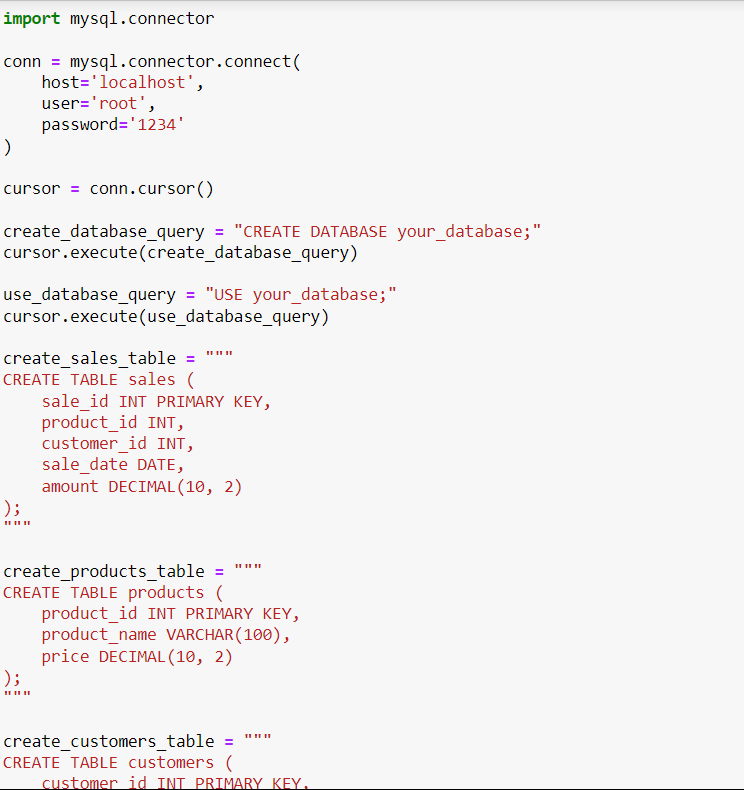 import mysql.connector
conn = mysql.connector.connect(
    host='localhost',
    user='root',
    password='1234'
)
cursor = conn.cursor()
create_database_query = "CREATE DATABASE your_database;"
cursor.execute(create_database_query)
use_database_query = "USE your_database;"
cursor.execute(use_database_query)
create_sales_table = """
CREATE TABLE sales (
    sale_id INT PRIMARY KEY,
    product_id INT,
    customer_id INT,
    sale_date DATE,
    amount DECIMAL(10, 2)
);
"""
create_products_table = """
CREATE TABLE products (
    product_id INT PRIMARY KEY,
    product_name VARCHAR(100),
    price DECIMAL(10, 2)
);
"""
create_customers_table = """
CREATE TABLE customers (
    customer_id INT PRIMARY KEY,